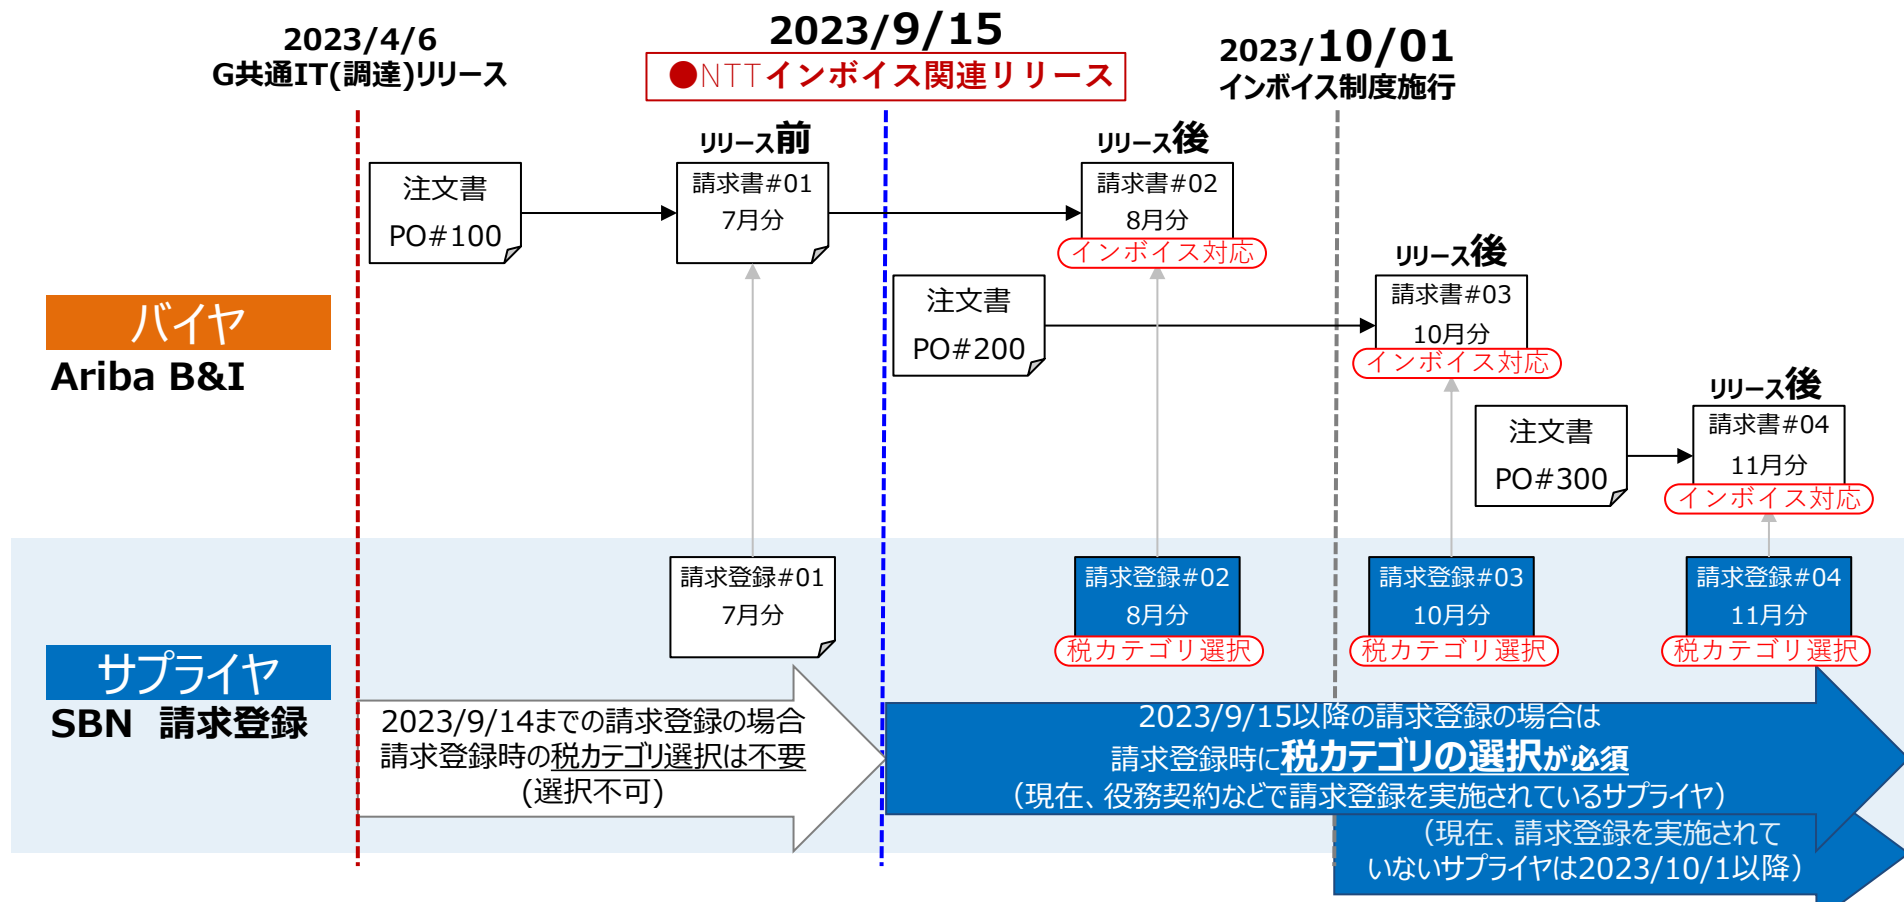 2023/4/6
G共通IT(調達)リリース
2023/9/15
●NTTインボイス関連リリース
2023/10/01
インボイス制度施行
リリース前
リリース後
注文書
PO#100
請求書#01
7月分
請求書#02
8月分
インボイス対応
リリース後
注文書
PO#200
請求書#03
10月分
インボイス対応
バイヤ
Ariba B&I
リリース後
注文書
PO#300
請求書#04
11月分
インボイス対応
請求登録#01
7月分
請求登録#02
8月分
税カテゴリ選択
請求登録#03
10月分
税カテゴリ選択
請求登録#04
11月分
税カテゴリ選択
サプライヤ
SBN 請求登録
2023/9/14までの請求登録の場合
請求登録時の税カテゴリ選択は不要
(選択不可)
2023/9/15以降の請求登録の場合は
請求登録時に税カテゴリの選択が必須
（現在、役務契約などで請求登録を実施されているサプライヤ）
（現在、請求登録を実施されて
いないサプライヤは2023/10/1以降）